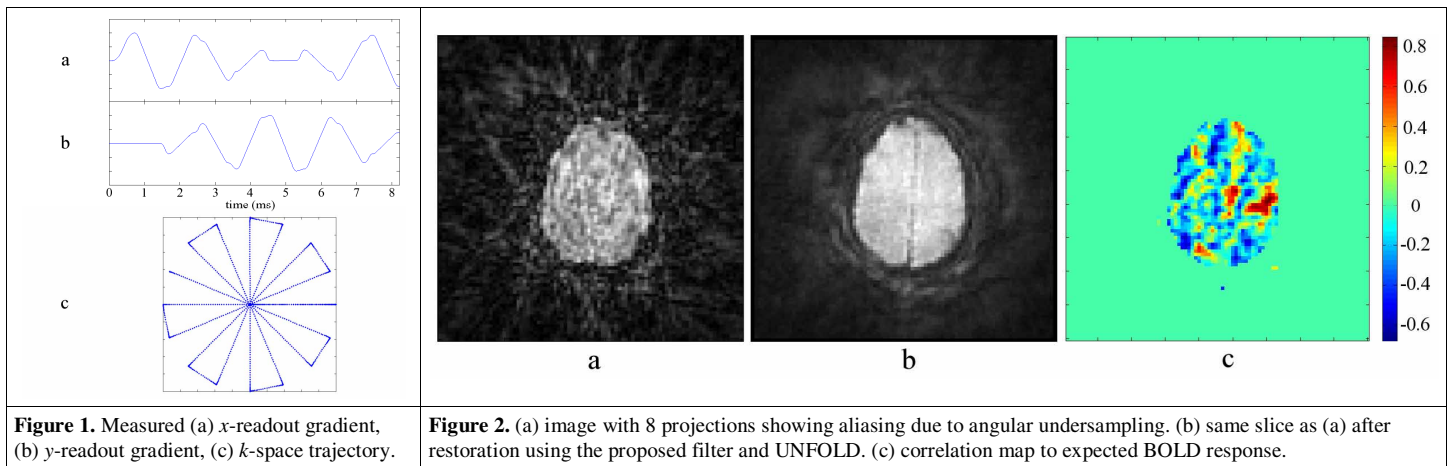 a
b
0 1 2 3 4 5 6 7 8
time (ms)
c
Figure 1. Measured (a) x-readout gradient,
(b) y-readout gradient, (c) k-space trajectory.
0.8
0.6
0.4
0.2
0
-0.2
-0.4
-0.6
a b c
Figure 2. (a) image with 8 projections showing aliasing due to angular undersampling. (b) same slice as (a) after
restoration using the proposed filter and UNFOLD. (c) correlation map to expected BOLD response.